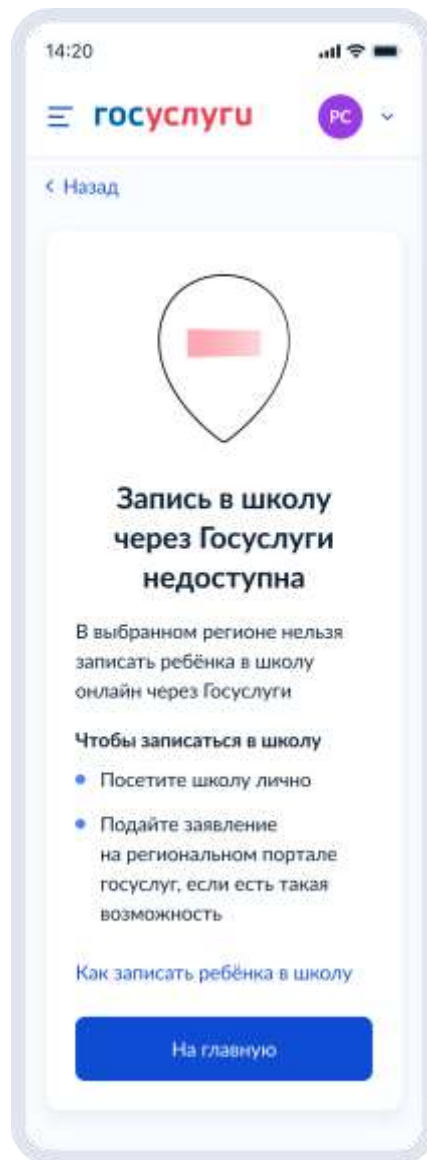 14:20
госуслуги
РС
Назад
Запись в школу
через Госуслуги
недоступна
В выбранном регионе нельзя
записать ребёнка в школу
онлайн через Госуслуги
Чтобы записаться в школу
Посетите школу лично
Подайте заявление
на региональном портале
госуслуг, если есть такая
возможность
Как записать ребёнка в школу
На главную